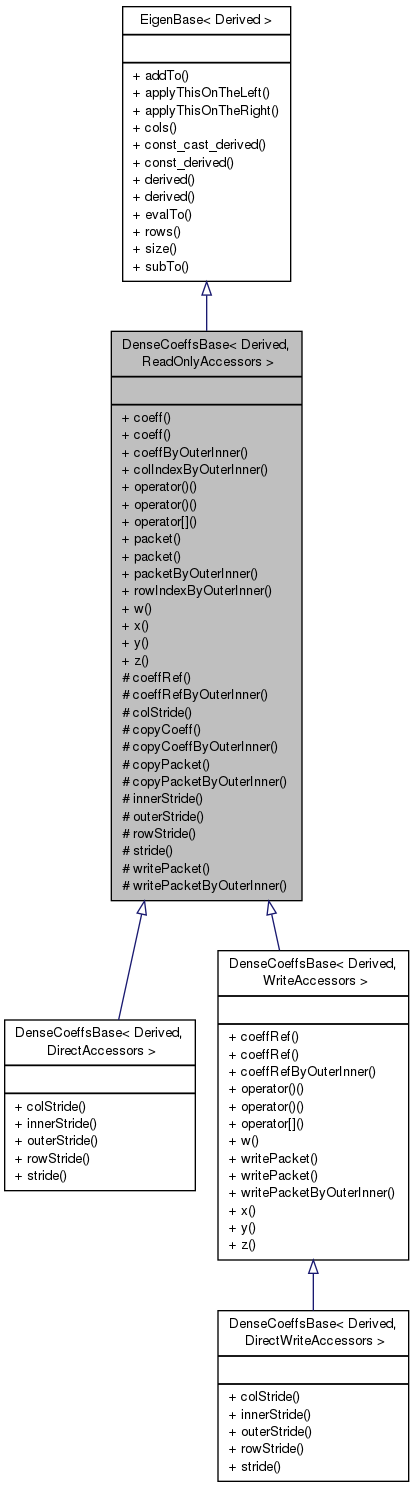 EigenBase< Derived >
+ addTo()
+ applyThisOnTheLeft()
+ applyThisOnTheRight()
+ cols()
+ const_cast_derived()
+ const_derived()
+ derived()
+ derived()
+ evalTo()
+ rows()
+ size()
+ subTo()
DenseCoeffsBase< Derived,
ReadOnlyAccessors >
+ coeff()
+ coeff()
+ coeffByOuterInner()
+ colIndexByOuterInner()
+ operator()()
+ operator()()
+ operator[]()
+ packet()
+ packet()
+ packetByOuterInner()
+ rowIndexByOuterInner()
+ w()
+ x()
+ y()
+ z()
# coeffRef()
# coeffRefByOuterInner()
# colStride()
# copyCoeff()
# copyCoeffByOuterInner()
# copyPacket()
# copyPacketByOuterInner()
# innerStride()
# outerStride()
# rowStride()
# stride()
# writePacket()
# writePacketByOuterInner()
DenseCoeffsBase< Derived,
DirectAccessors >
+ colStride()
+ innerStride()
+ outerStride()
+ rowStride()
+ stride()
DenseCoeffsBase< Derived,
WriteAccessors >
+ coeffRef()
+ coeffRef()
+ coeffRefByOuterInner()
+ operator()()
+ operator()()
+ operator[]()
+ w()
+ writePacket()
+ writePacket()
+ writePacketByOuterInner()
+ x()
+ y()
+ z()
DenseCoeffsBase< Derived,
DirectWriteAccessors >
+ colStride()
+ innerStride()
+ outerStride()
+ rowStride()
+ stride()